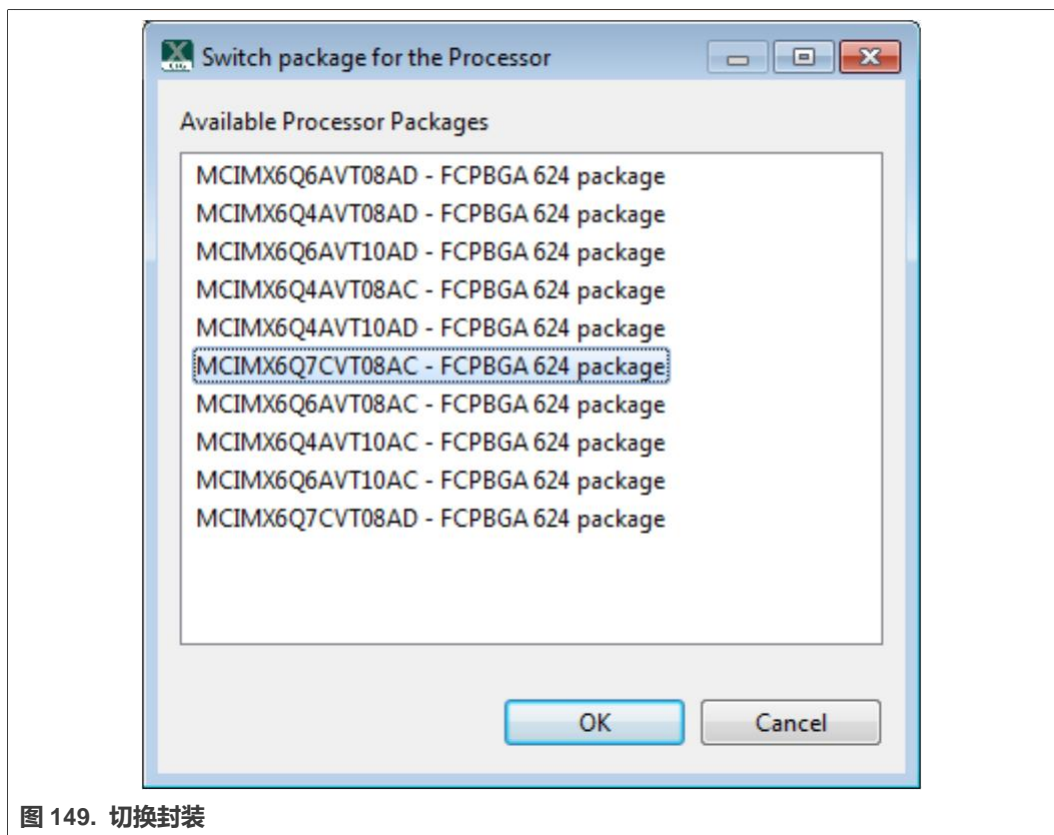 Switch package for the Processor
Available Processor Packages
MCIMX6Q6AVT08AD - FCPBGA 624 package
MCIMX6Q4AVT08AD - FCPBGA 624 package
MCIMX6Q6AVT10AD - FCPBGA 624 package
MCIMX6Q4AVT08AC - FCPBGA 624 package
MCIMX6Q4AVT10AD - FCPBGA 624 package
MCIMX6Q7CVT08AC - FCPBGA 624 package
MCIMX6Q6AVT08AC - FCPBGA 624 package
MCIMX6Q4AVT10AC - FCPBGA 624 package
MCIMX6Q6AVT10AC - FCPBGA 624 package
MCIMX6Q7CVT08AD - FCPBGA 624 package
OK Cancel
图 149. 切换封装